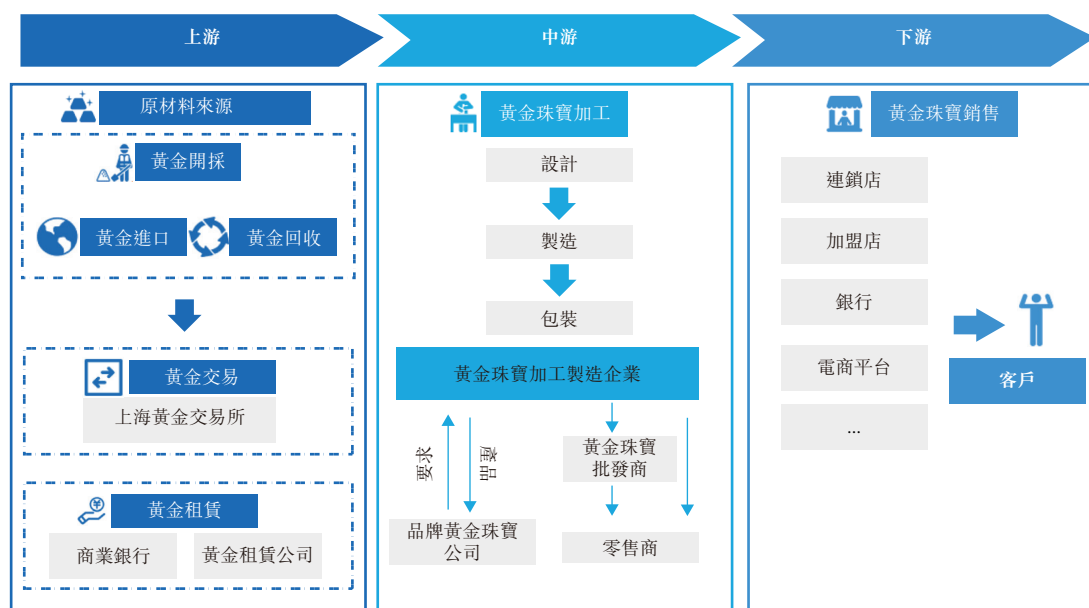 上游
中游
下游
原材料來源
黃金開採
黃金進口
黃金回收
黃金交易
上海黃金交易所
黃金租賃
商業銀行
黃金租賃公司
黃金珠寶加工
設計
製造
包裝
黃金珠寶加工製造企業
要求
產品
黃金珠寶
批發商
品牌黃金珠寶
公司
零售商
黃金珠寶銷售
連鎖店
加盟店
銀行
電商平台
...
客戶